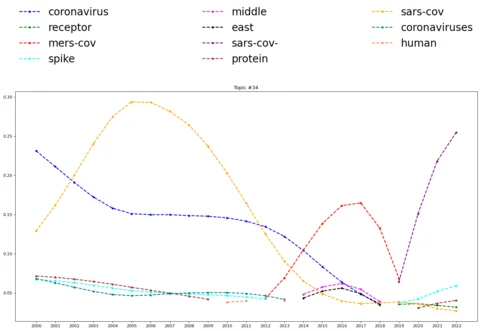 coronavirus middle sars-cov
receptor east coronaviruses
mers-cov sars-cov- human
spike protein
Topic #34
0.30
0.25
0.20
0.15
0.10
0.05
2000 2001 2002 2003 2004 2005 2006 2007 2008 2009 2010 2011 2012 2013 2014 2015 2016 2017 2018 2019 2020 2021 2022